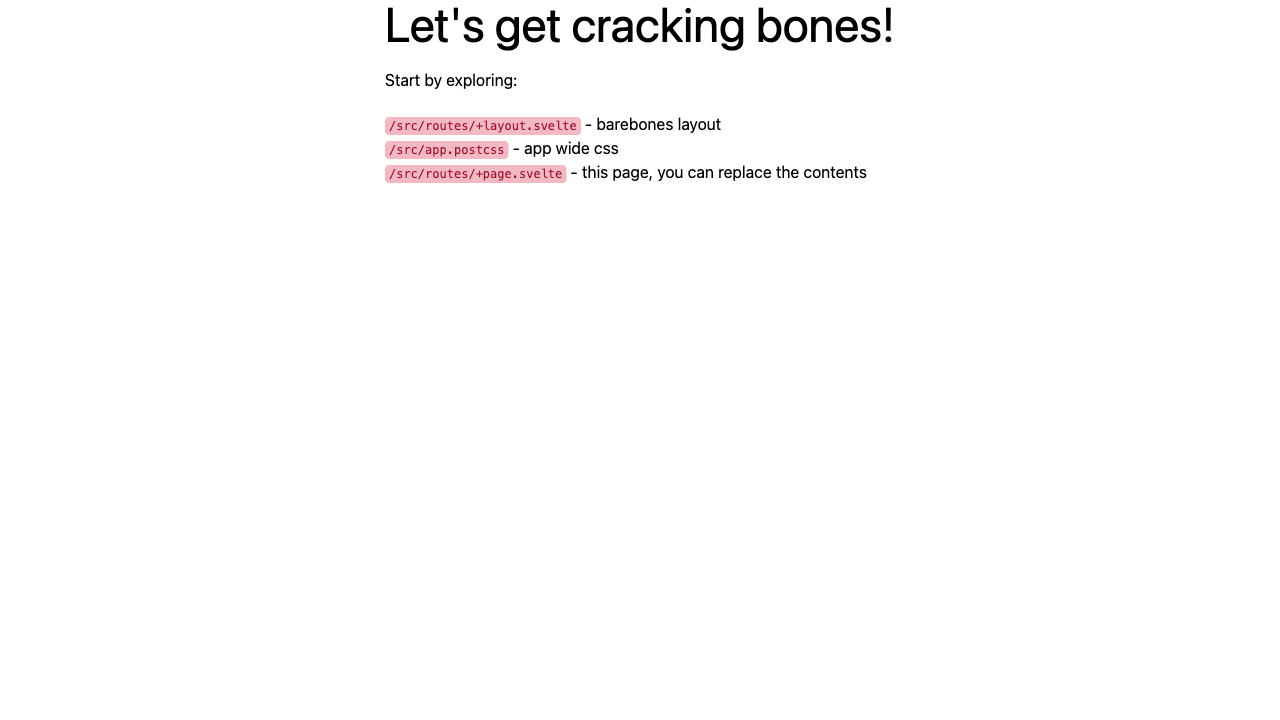 Let's get cracking bones!
Start by exploring:
/src/routes/+layout.svelte - barebones layout
/src/app.postcss - app wide css
/src/routes/+page.svelte - this page, you can replace the contents